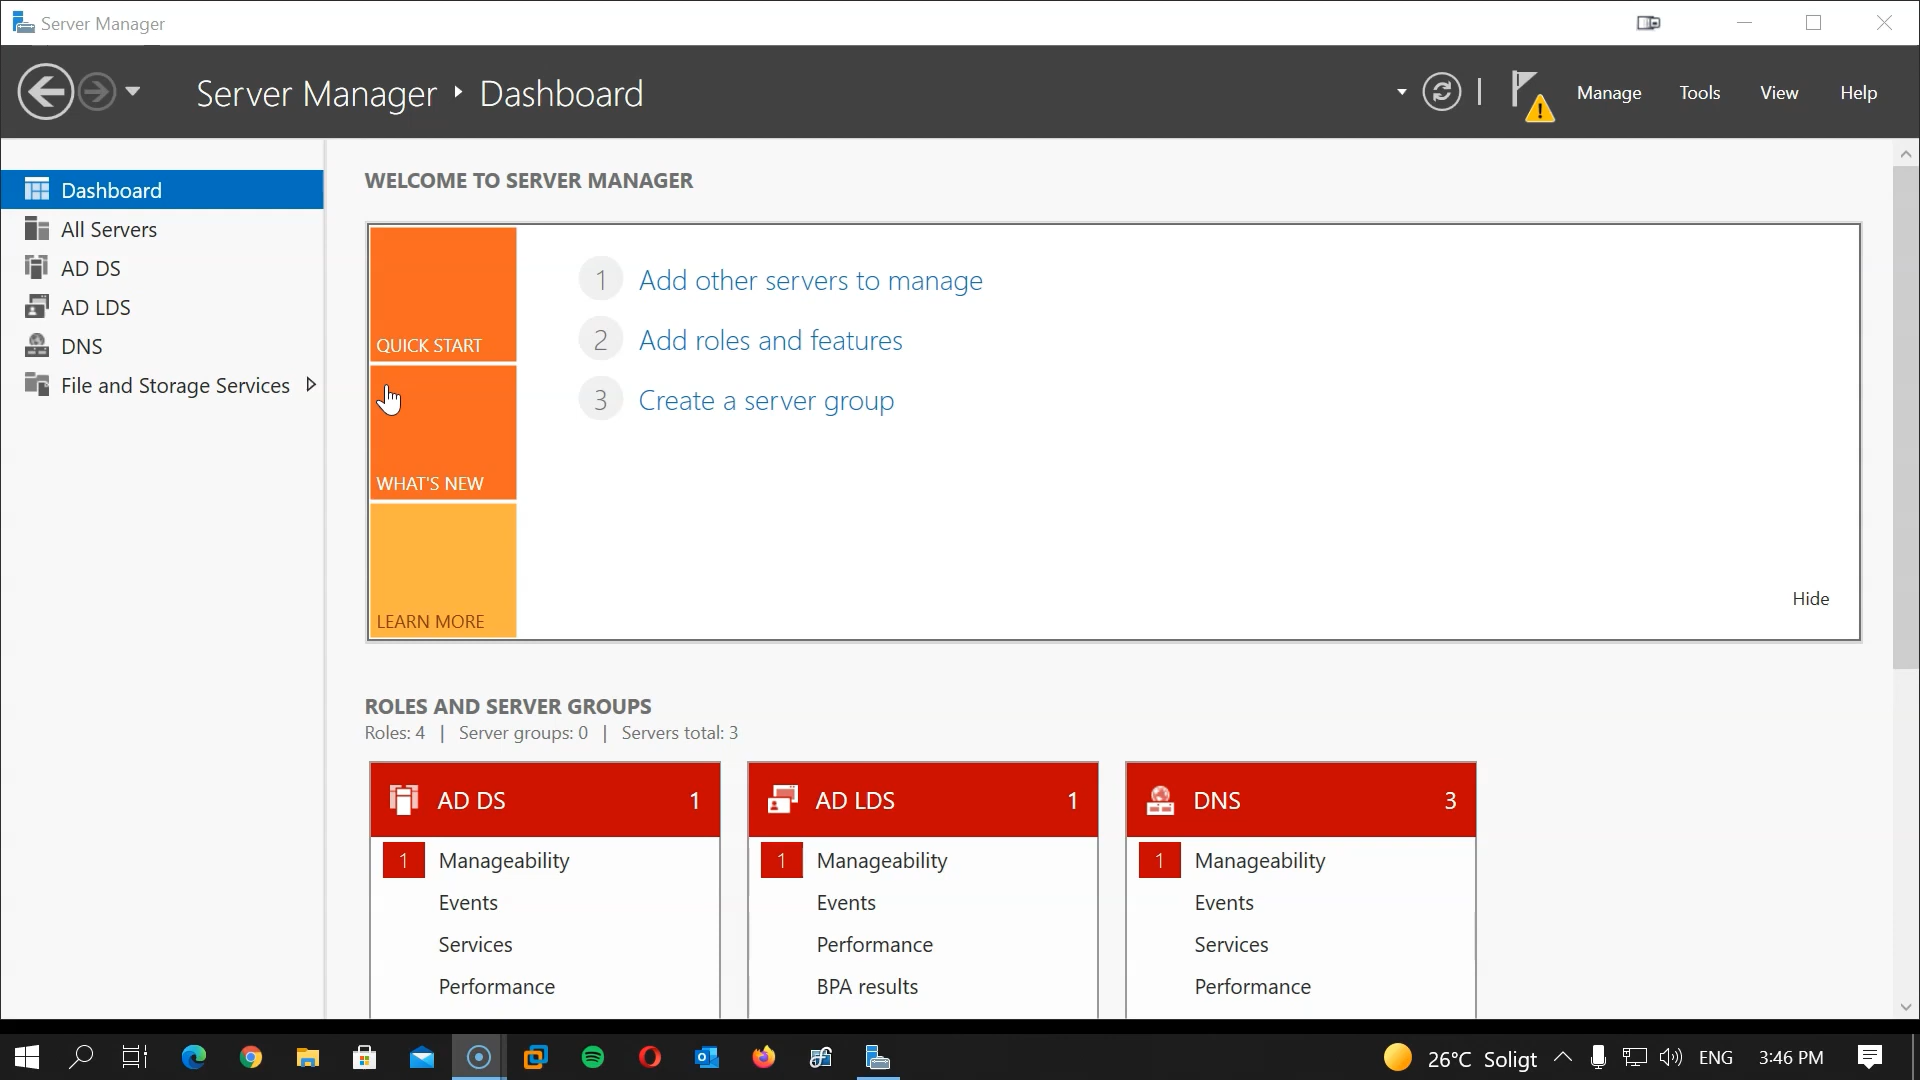 Server Manager
Server Manager ‣ Dashboard
Manage Tools View Help
Dashboard
All Servers
AD DS
AD LDS
DNS
File and Storage Services
WELCOME TO SERVER MANAGER
QUICK START
WHAT'S NEW
LEARN MORE
1 Add other servers to manage
2 Add roles and features
3 Create a server group
Hide
ROLES AND SERVER GROUPS
Roles: 4 | Server groups: 0 | Servers total: 3
AD DS 1
1 Manageability
Events
Services
Performance
AD LDS 1
1 Manageability
Events
Performance
BPA results
DNS 3
1 Manageability
Events
Services
Performance
26°C Soligt ENG 3:46 PM